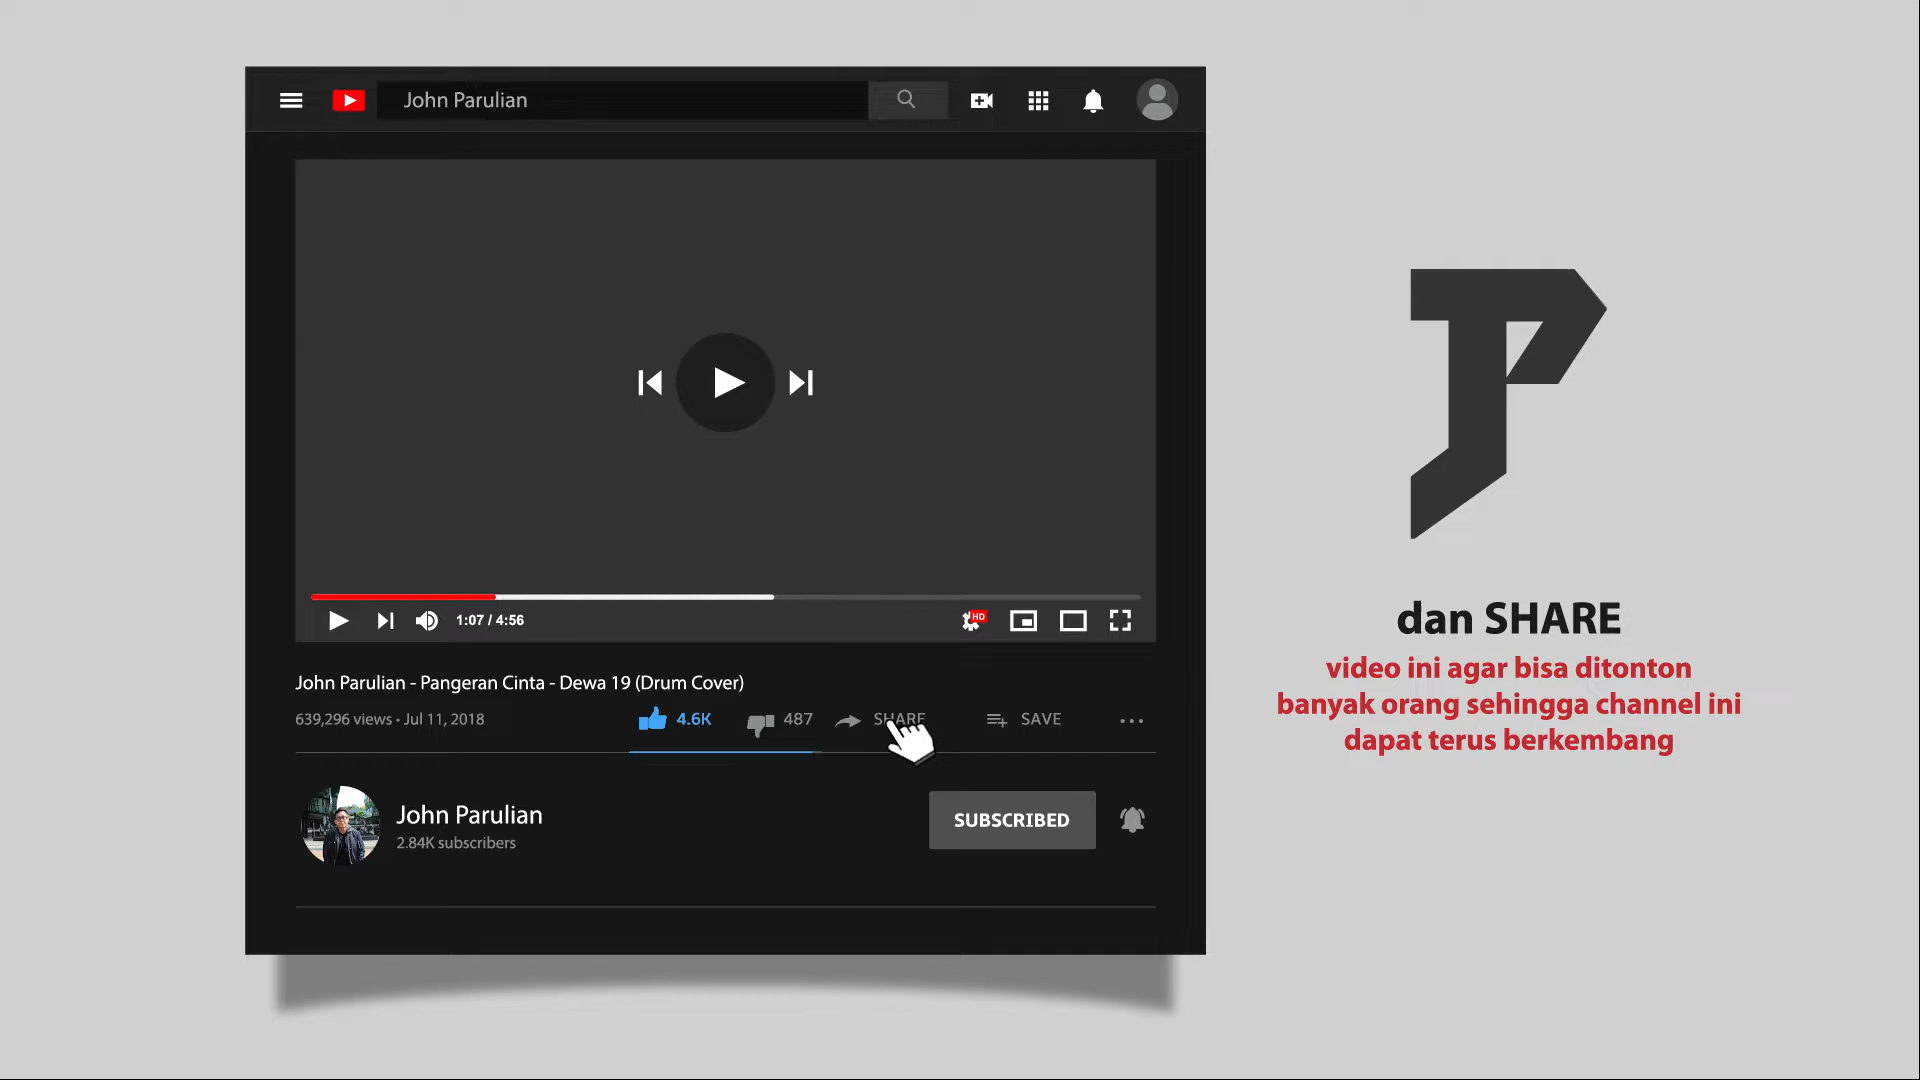 John Parulian
HD
1:07 / 4:56
John Parulian - Pangeran Cinta - Dewa 19 (Drum Cover)
639,296 views • Jul 11, 2018
4.6K
487
SHARE
SAVE
John Parulian
2.84K subscribers
SUBSCRIBED
dan SHARE
video ini agar bisa ditonton
banyak orang sehingga channel ini
dapat terus berkembang